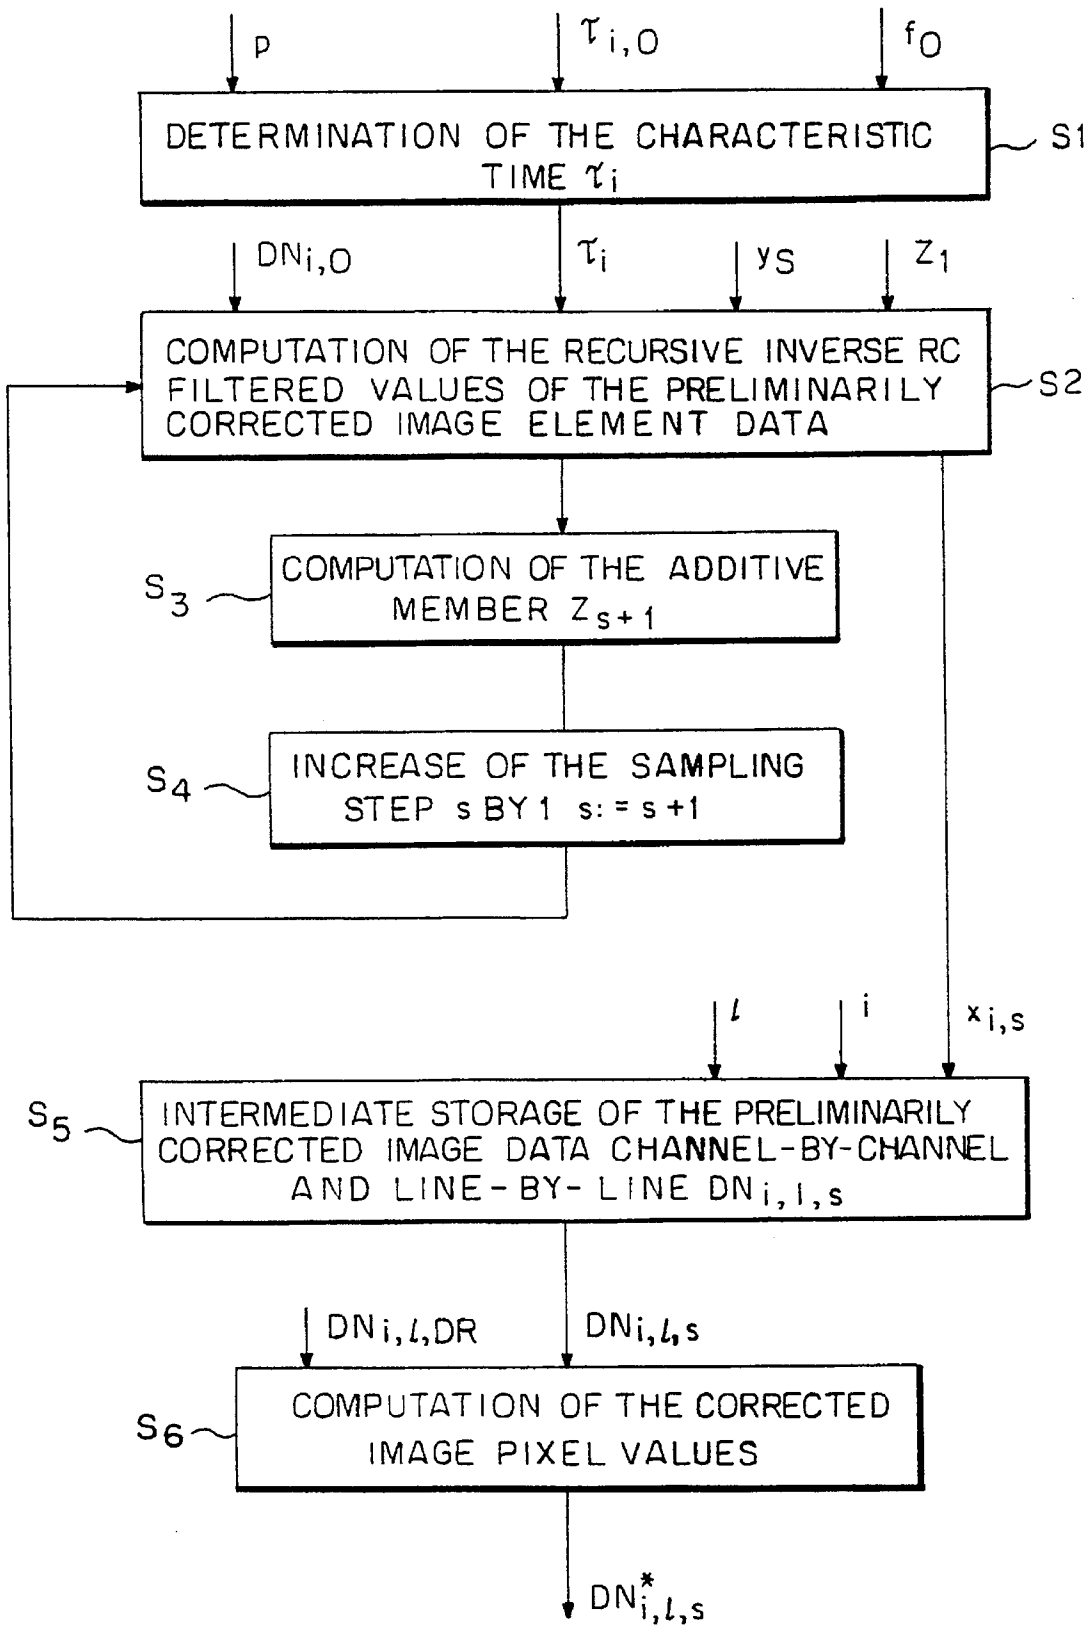 p
τi,0
f0
DETERMINATION OF THE CHARACTERISTIC
TIME τi
S1
DNi,0
τi
yS
Z1
COMPUTATION OF THE RECURSIVE INVERSE RC
FILTERED VALUES OF THE PRELIMINARILY
CORRECTED IMAGE ELEMENT DATA
S2
COMPUTATION OF THE ADDITIVE
MEMBER Zs+1
S3
INCREASE OF THE SAMPLING
STEP s BY 1 s:=s+1
S4
l
i
xi,s
INTERMEDIATE STORAGE OF THE PRELIMINARILY
CORRECTED IMAGE DATA CHANNEL-BY-CHANNEL
AND LINE-BY-LINE DNi,l,s
S5
DNi,l,DR
DNi,l,s
COMPUTATION OF THE CORRECTED
IMAGE PIXEL VALUES
S6
DN*i,l,s